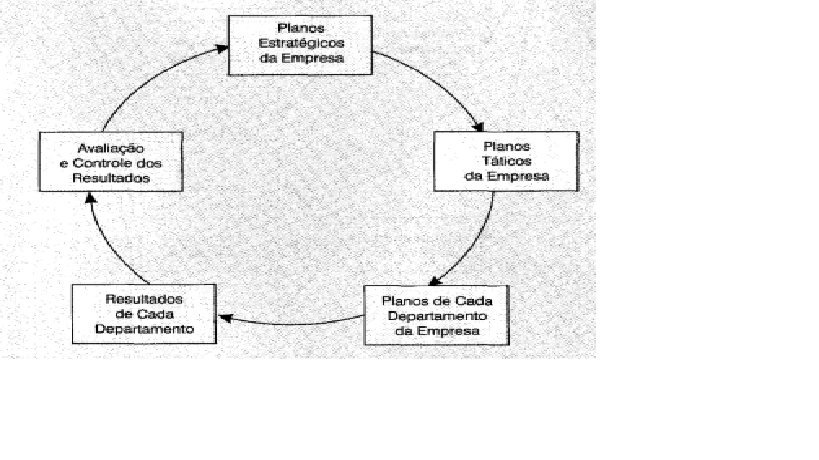 Planos
Estratégicos
da Empresa
Planos
Táticos
da Empresa
Planos de Cada
Departamento
da Empresa
Resultados
de Cada
Departamento
Avaliação
e Controle dos
Resultados